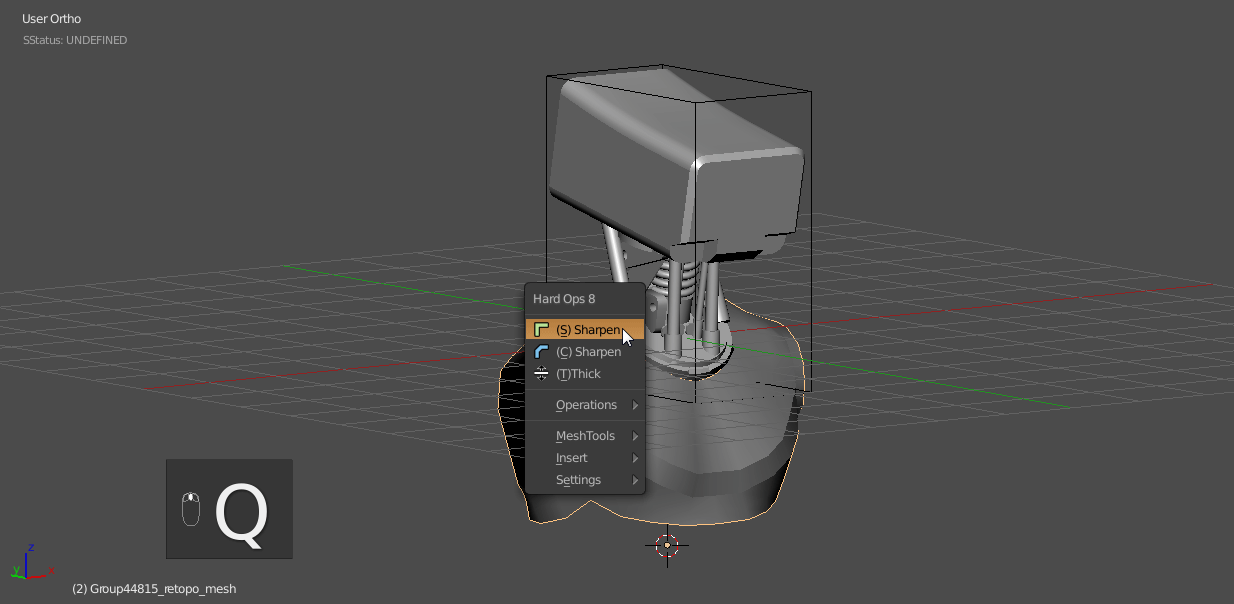 User Ortho
SStatus: UNDEFINED
Hard Ops 8
(S) Sharpen
(C) Sharpen
(T)Thick
Operations
MeshTools
Insert
Settings
Q
z
y x
(2) Group44815_retopo_mesh